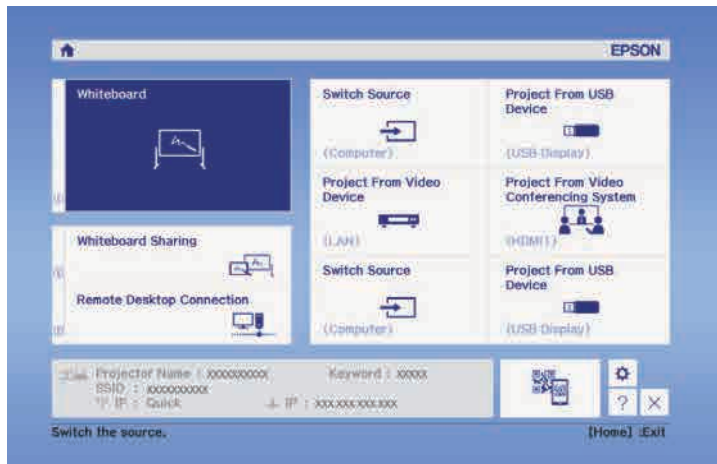 EPSON
Whiteboard
Switch Source
(Computer)
Project From USB
Device
(USB Display)
Project From Video
Device
(LAN)
Project From Video
Conferencing System
(HDMI1)
Whiteboard Sharing
Remote Desktop Connection
Switch Source
(Computer)
Project From USB
Device
(USB Display)
Projector Name : xxxxxxxxxx
Keyword : xxxxx
SSID : xxxxxxxxxx
IP : Quick
IP : xxx.xxx.xxx.xxx
?
Switch the source.
[Home] :Exit